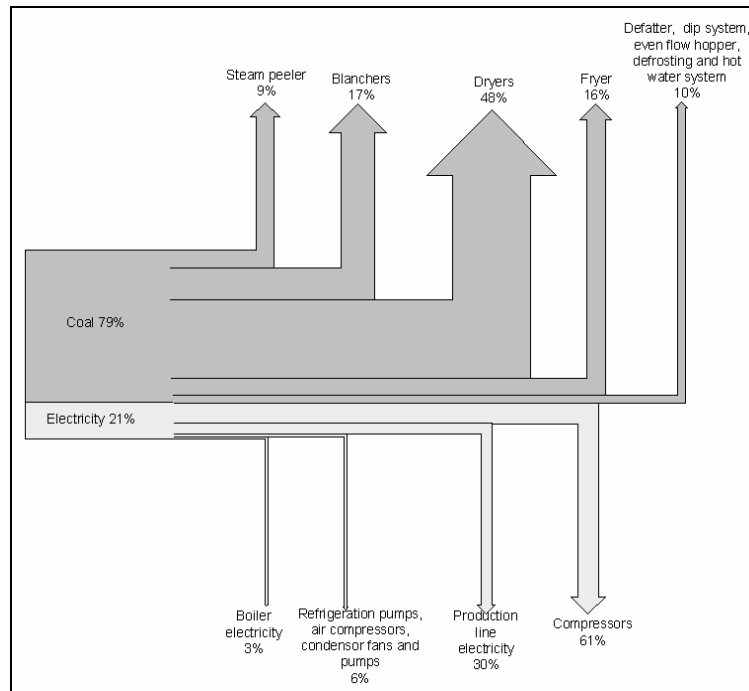 Steam peeler
9%
Blanchers
17%
Dryers
48%
Fryer
16%
Defatter, dip system,
even flow hopper,
defrosting and hot
water system
10%
Coal 79%
Electricity 21%
Boiler
electricity
3%
Refrigeration pumps,
air compressors,
condensor fans and
pumps
6%
Production
line
electricity
30%
Compressors
61%